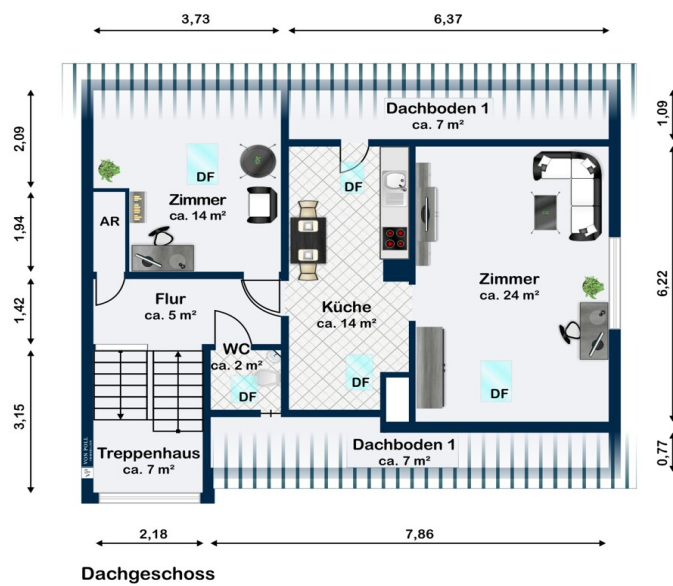 3,73
6,37
2,09
1,94
1,42
3,15
1,09
6,22
0,77
Dachboden 1
ca. 7 m²
DF
Zimmer
ca. 14 m²
AR
DF
Zimmer
ca. 24 m²
Flur
ca. 5 m²
Küche
ca. 14 m²
WC
ca. 2 m²
DF
DF
DF
Treppenhaus
ca. 7 m²
Dachboden 1
ca. 7 m²
VON POLL
VP
2,18
7,86
Dachgeschoss